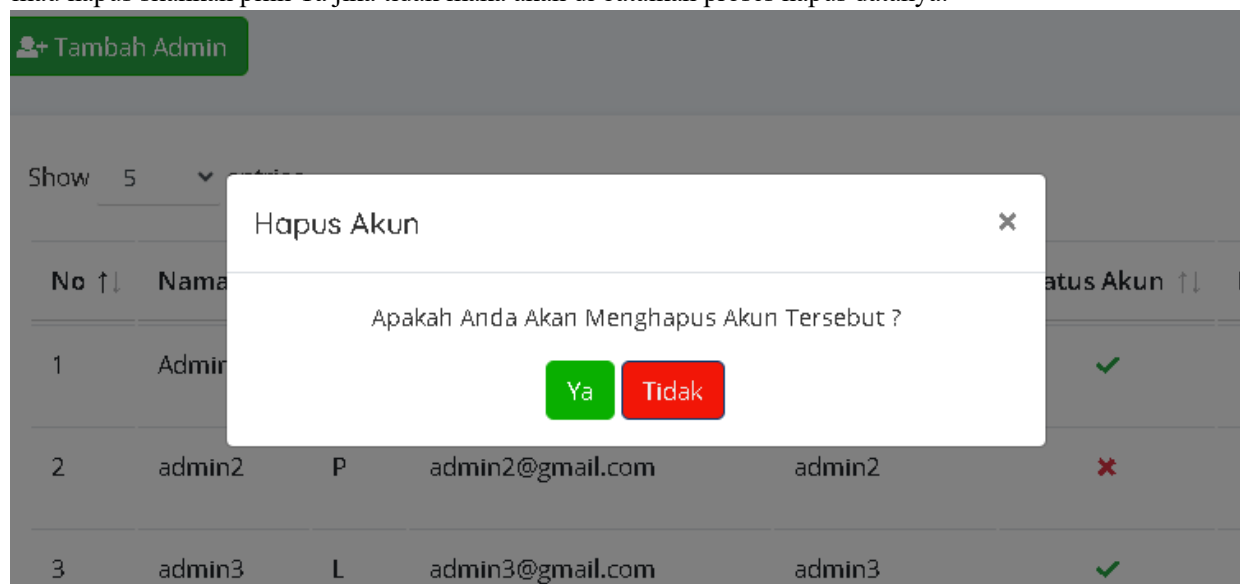 Tambah Admin
Show 5
Hapus Akun
No Nama atus Akun
Apakah Anda Akan Menghapus Akun Tersebut ?
1 Admin
Ya Tidak
2 admin2 P admin2@gmail.com admin2
3 admin3 L admin3@gmail.com admin3